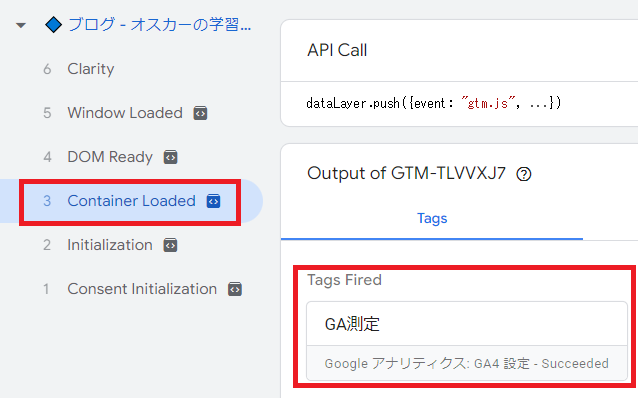 ブログ - オスカーの学習...
6 Clarity
5 Window Loaded
4 DOM Ready
3 Container Loaded
2 Initialization
1 Consent Initialization
API Call
dataLayer.push({event: "gtm.js", ...})
Output of GTM-TLVVXJ7
Tags
Tags Fired
GA測定
Google アナリティクス: GA4 設定 - Succeeded